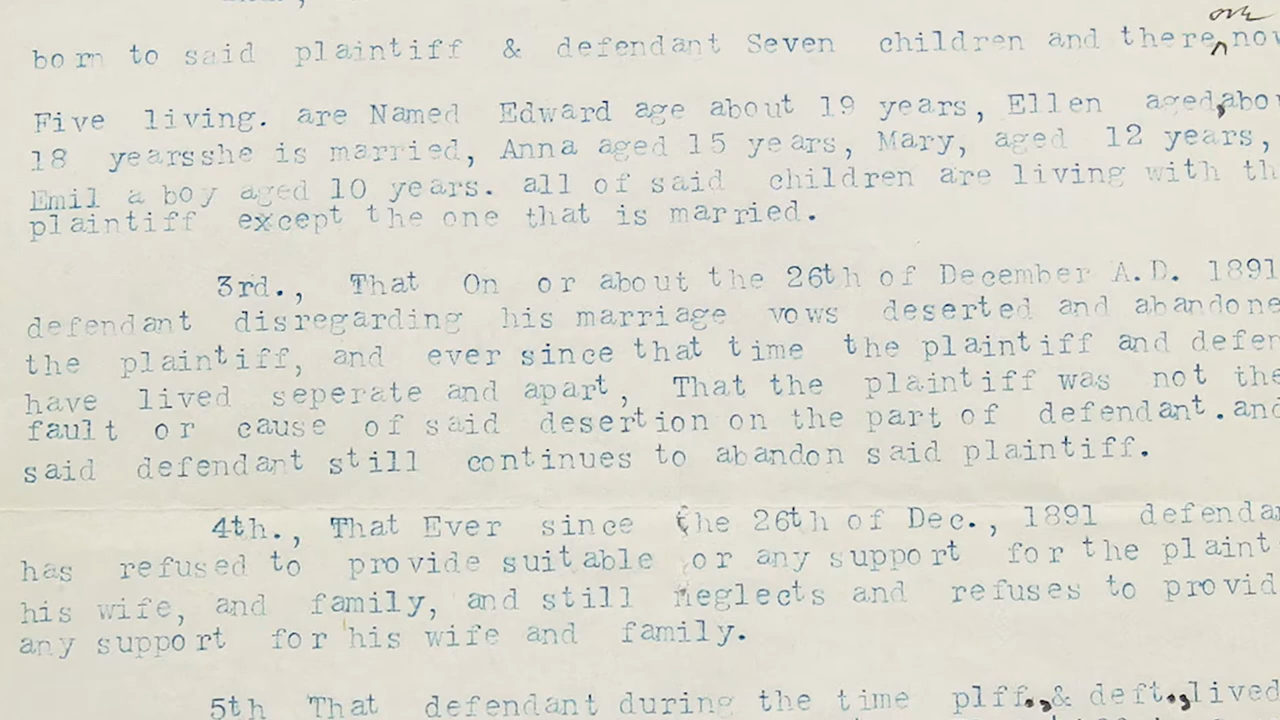 born to said plaintiff & defendant Seven children and there are now
Five living. are Named Edward age about 19 years, Ellen aged, abou
18 yearsshe is married, Anna aged 15 years, Mary, aged 12 years,
Emil a boy aged 10 years. all of said children are living with th
plaintiff except the one that is married.
3rd., That On or about the 26th of December A.D. 1891
defendant disregarding his marriage vows deserted and abandone
the plaintiff, and ever since that time the plaintiff and defen
have lived seperate and apart, That the plaintiff was not the
fault or cause of said desertion on the part of defendant. and
said defendant still continues to abandon said plaintiff.
4th., That Ever since the 26th of Dec., 1891 defendan
has refused to provide suitable or any support for the plaint
his wife, and family, and still neglects and refuses to provid
any support for his wife and family.
5th That defendant during the time plff., & deft., lived